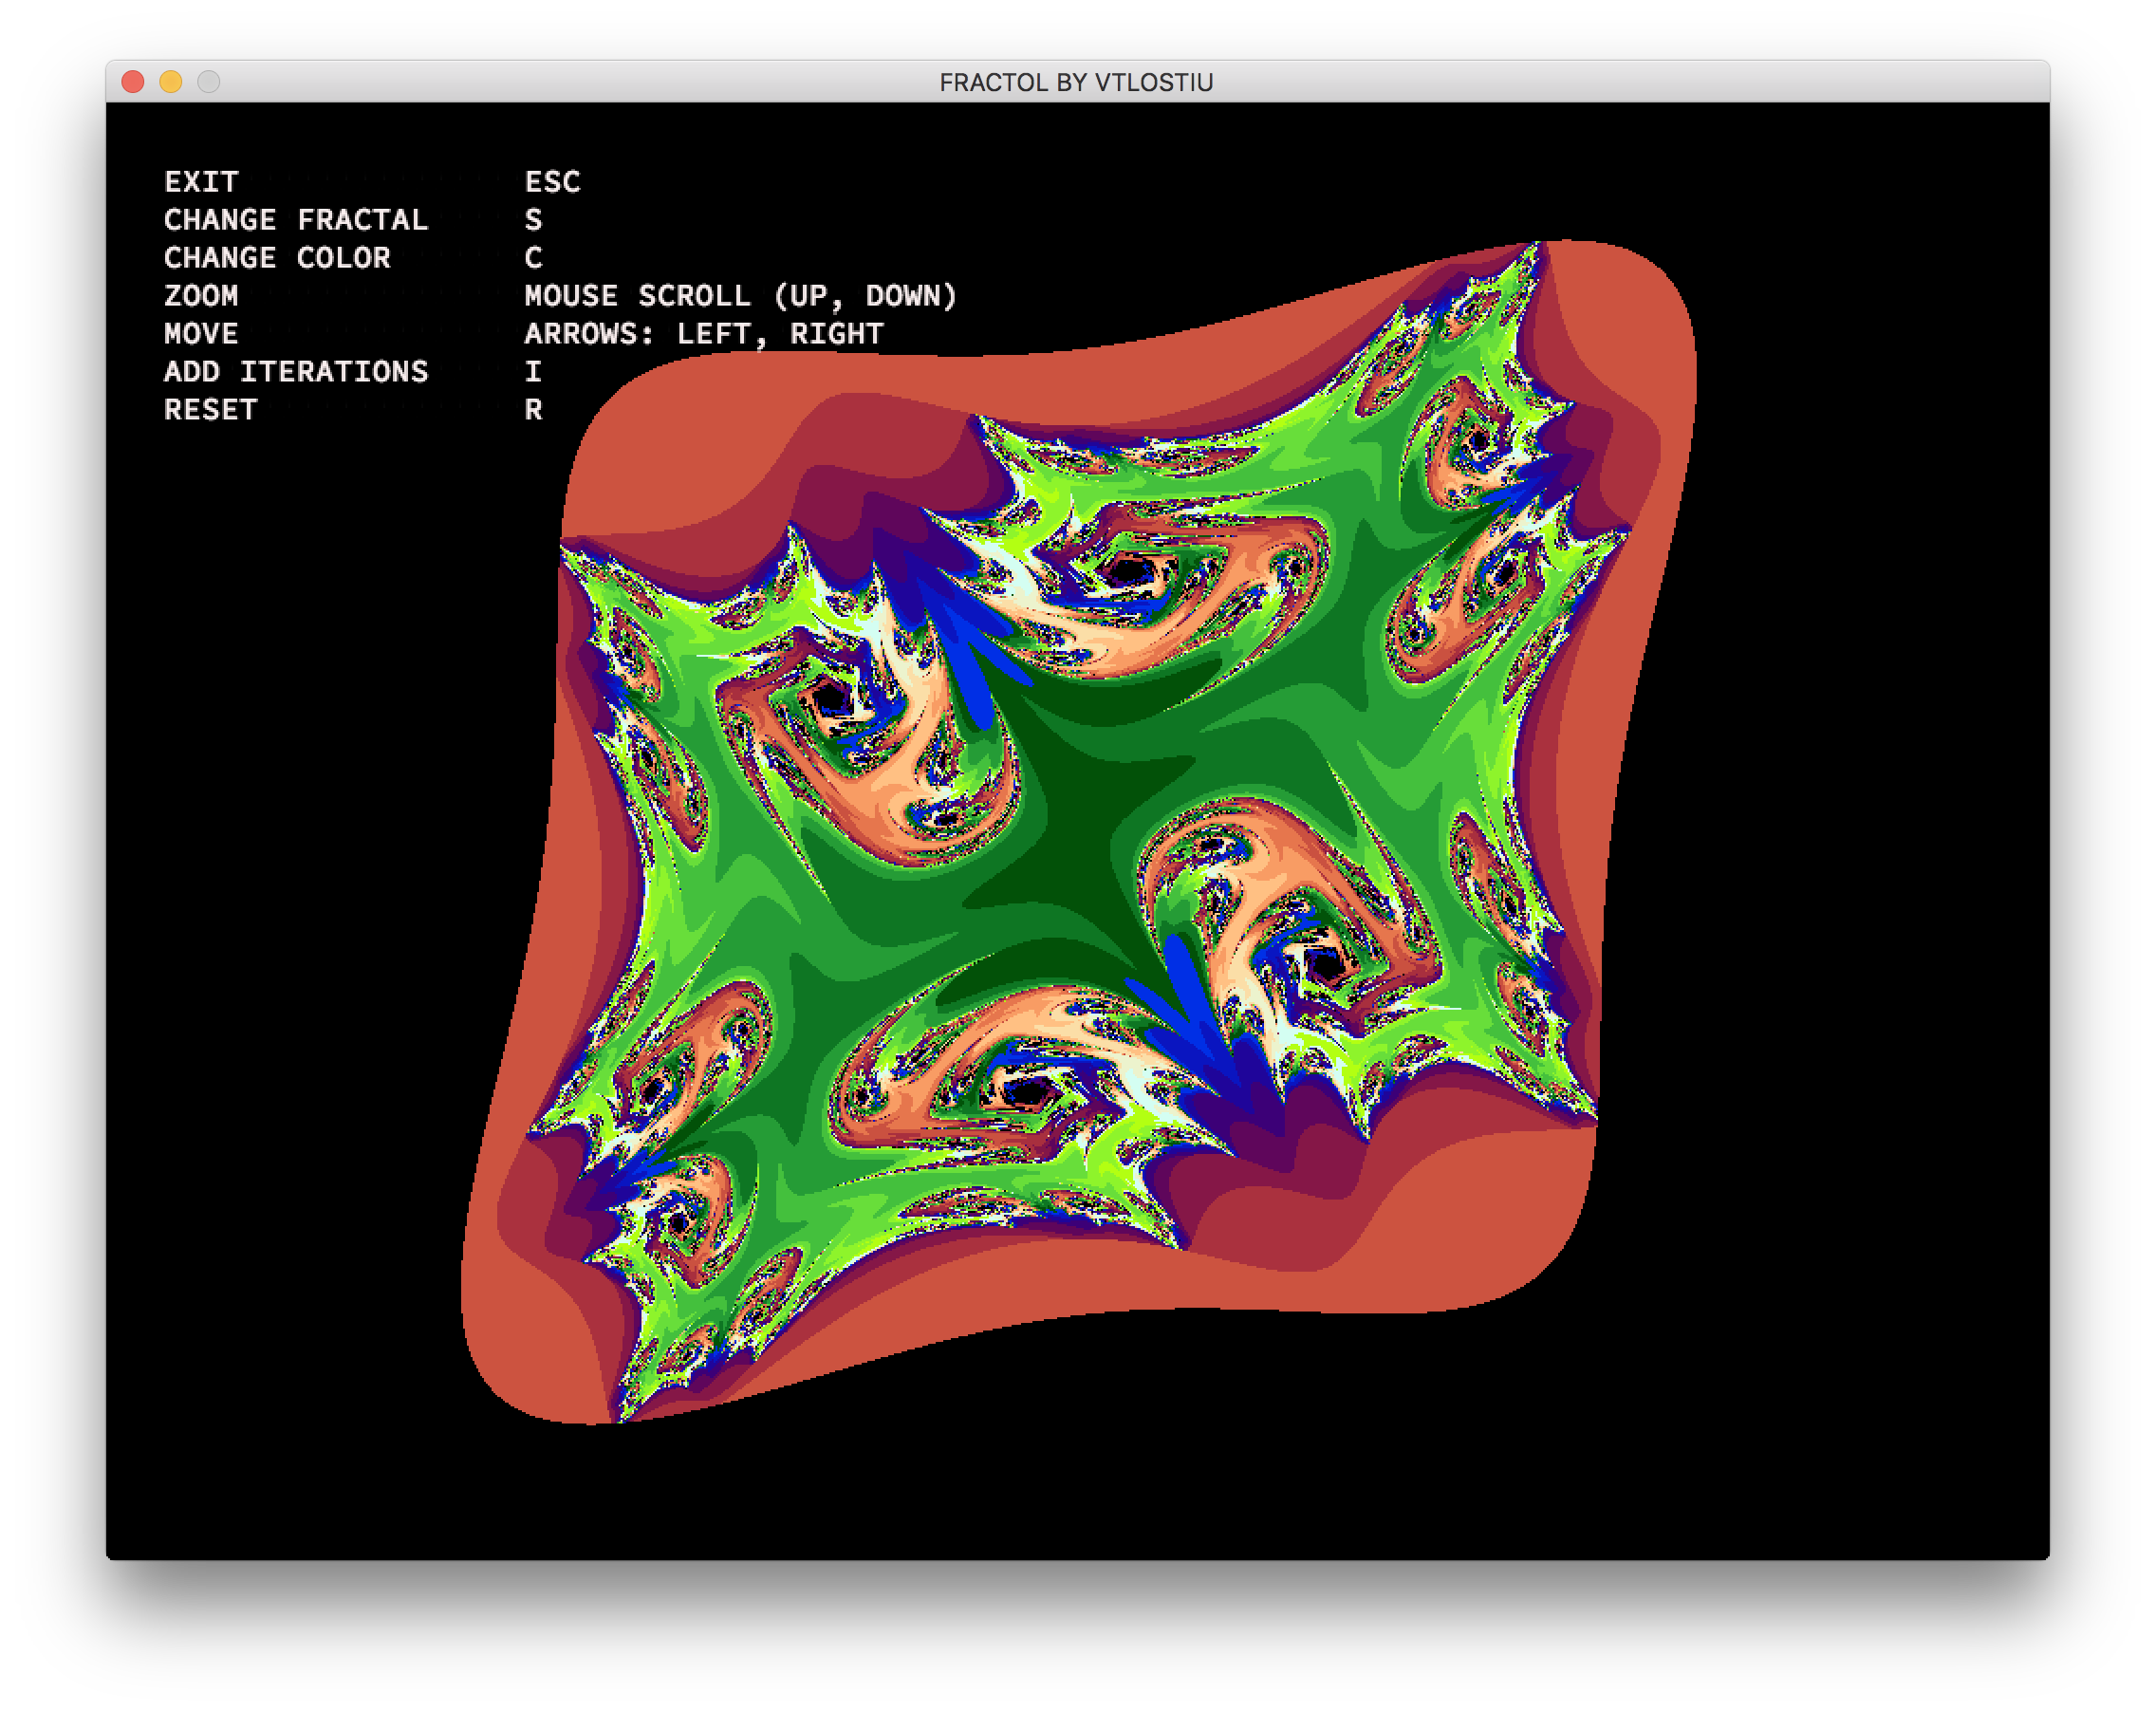 FRACTOL BY VTLOSTIU
EXIT ESC
CHANGE FRACTAL S
CHANGE COLOR C
ZOOM MOUSE SCROLL (UP, DOWN)
MOVE ARROWS: LEFT, RIGHT
ADD ITERATIONS I
RESET R